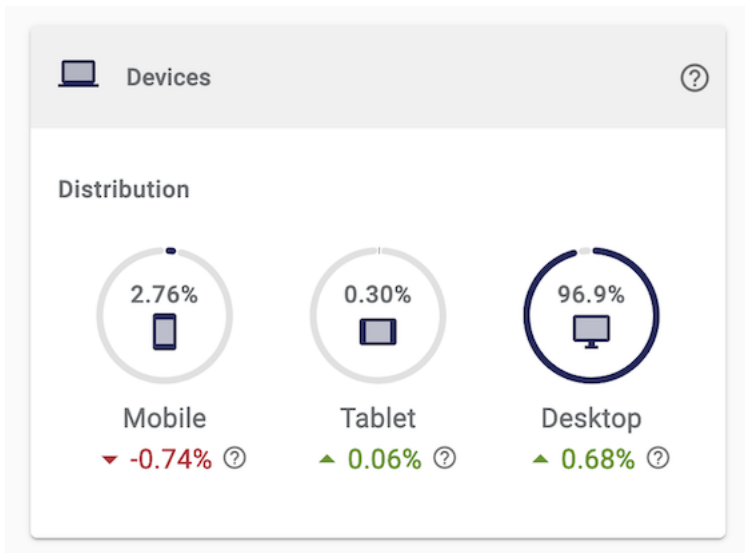 Devices
Distribution
2.76% 0.30% 96.9%
Mobile Tablet Desktop
-0.74% 0.06% 0.68%